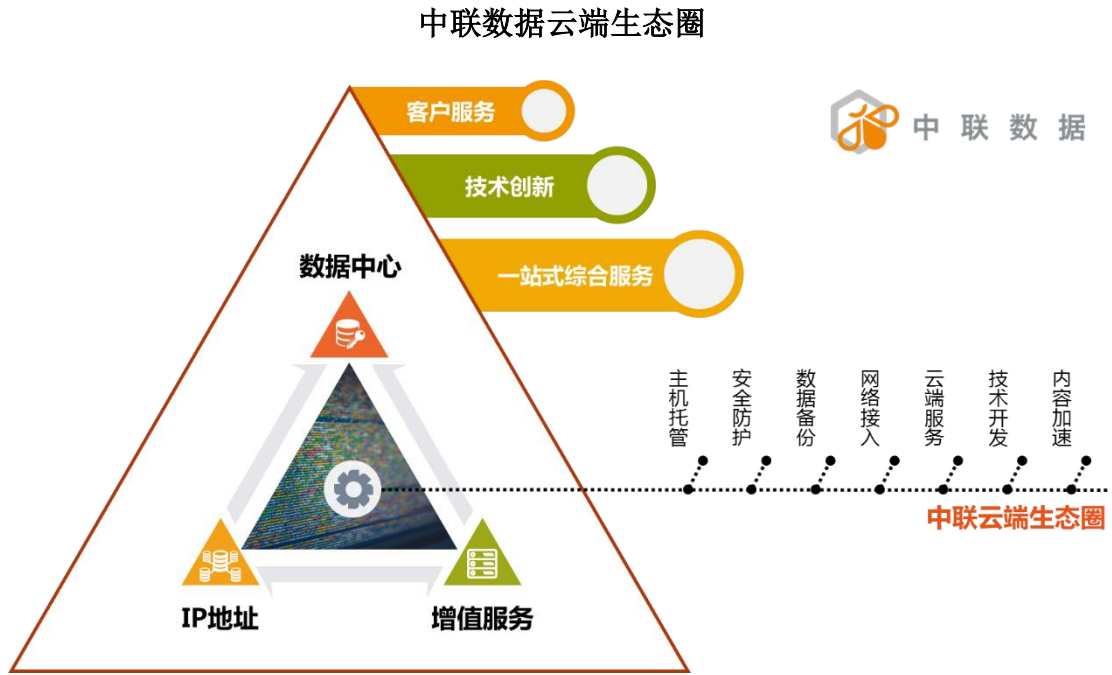 中联数据云端生态圈
客户服务
中联数据
技术创新
一站式综合服务
数据中心
主机托管
安全防护
数据备份
网络接入
云端服务
技术开发
内容加速
中联云端生态圈
IP地址
增值服务